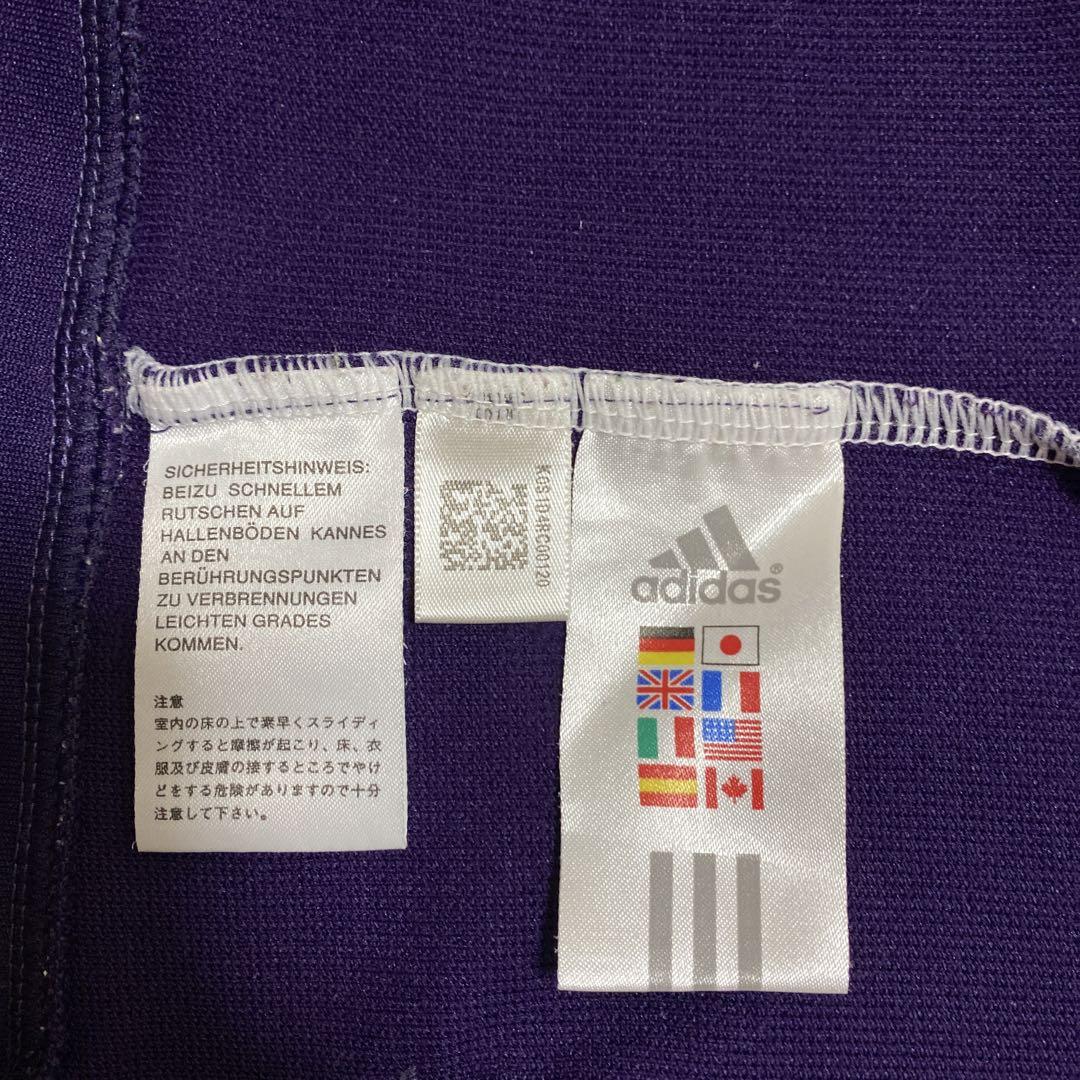 SICHERHEITSHINWEIS:
BEIZU SCHNELLEM
RUTSCHEN AUF
HALLENBÖDEN KANNES
AN DEN
BERÜHRUNGSPUNKTEN
ZU VERBRENNUNGEN
LEICHTEN GRADES
KOMMEN.
注意
室内の床の上で素早くスライディ
ングすると摩擦が起こり、床、衣
服及び皮膚の接するところでやけ
どをする危険がありますので十分
注意して下さい。
K0S104BC00120
adidas®